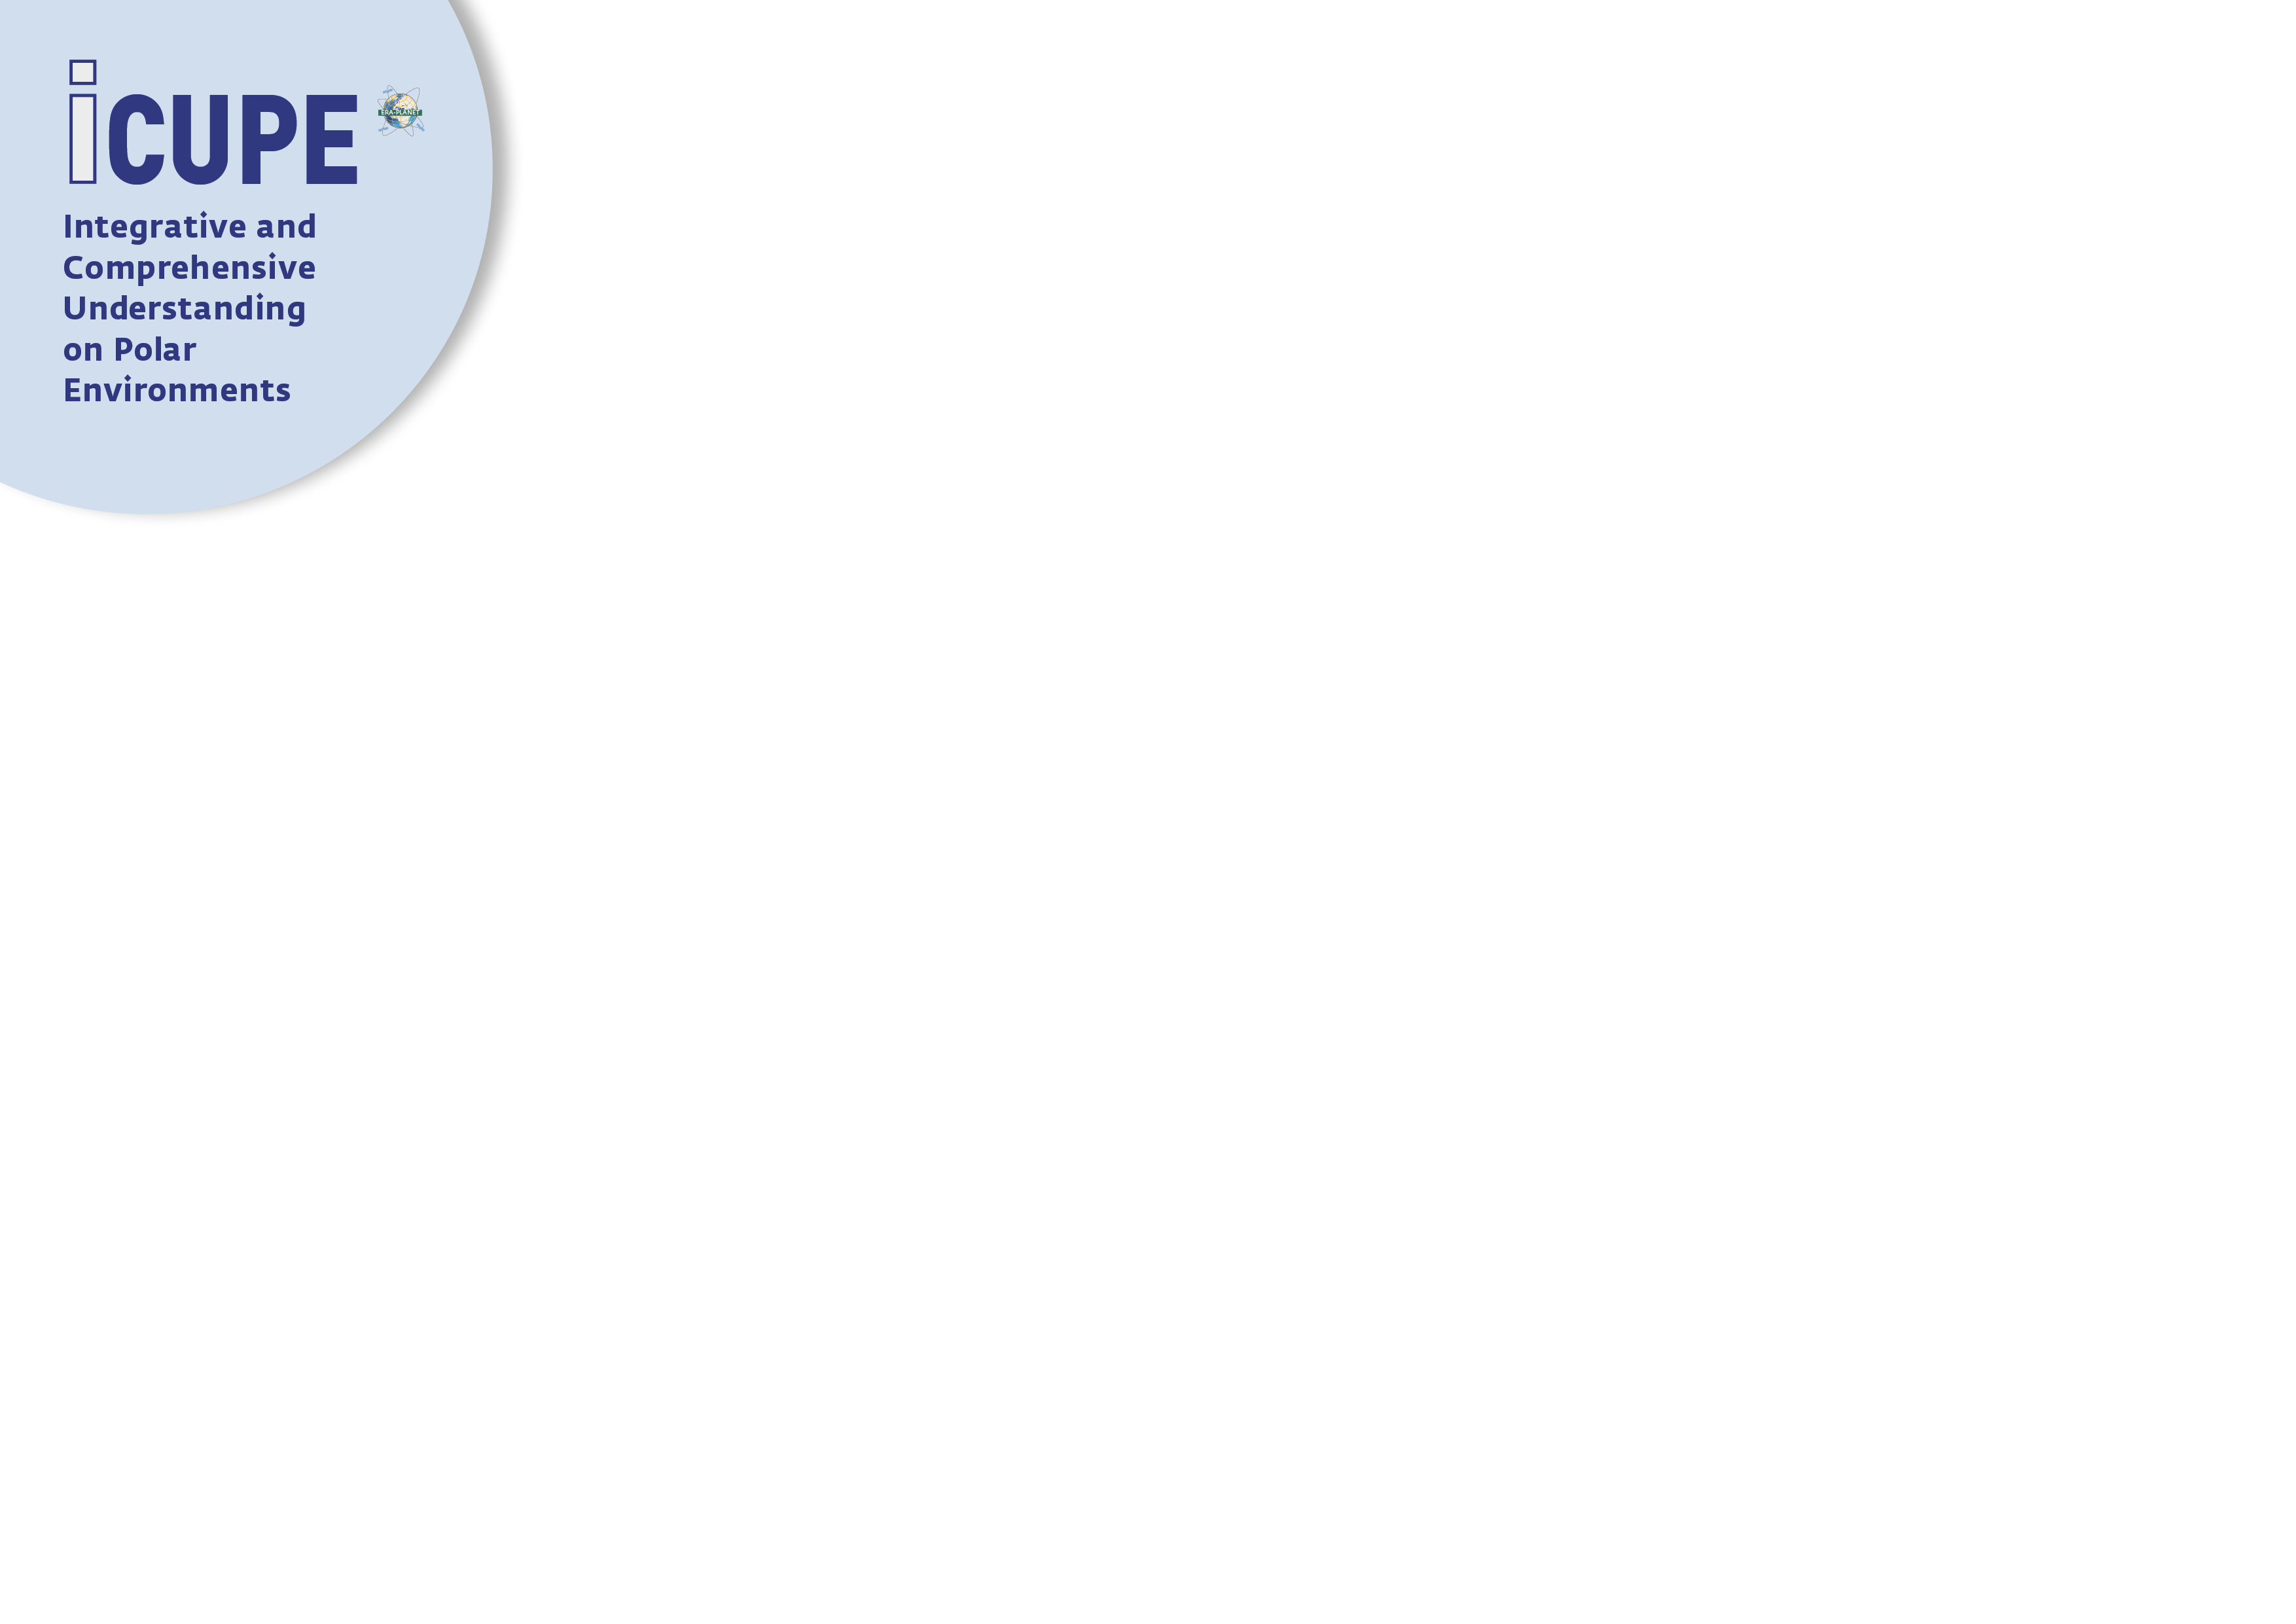 iCUPE
ERA-PLANET
Integrative and
Comprehensive
Understanding
on Polar
Environments